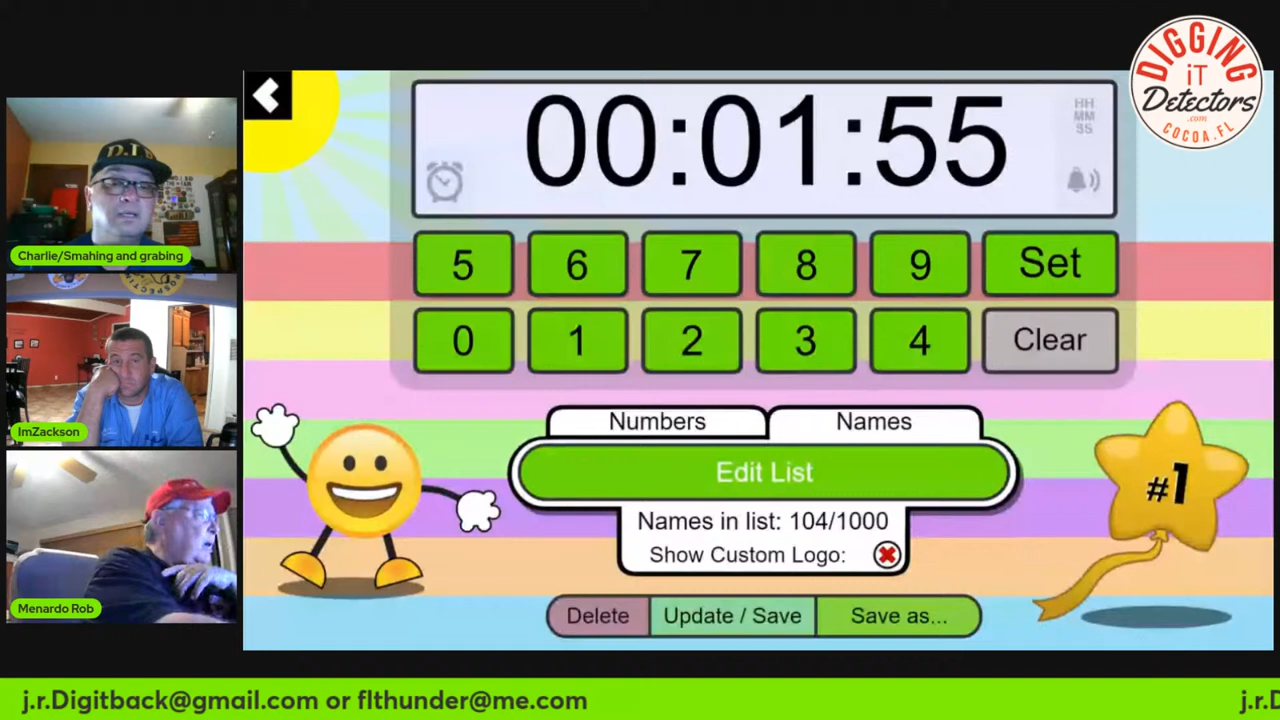 DIGGING
iT
Detectors
.com
COCOA.FL
00:01:55
HH
MM
SS
5 6 7 8 9 Set
0 1 2 3 4 Clear
Numbers Names
Edit List
Names in list: 104/1000
Show Custom Logo:
#1
Delete Update / Save Save as...
Charlie/Smahing and grabing
ImZackson
Menardo Rob
j.r.Digitback@gmail.com or flthunder@me.com
j.r.D